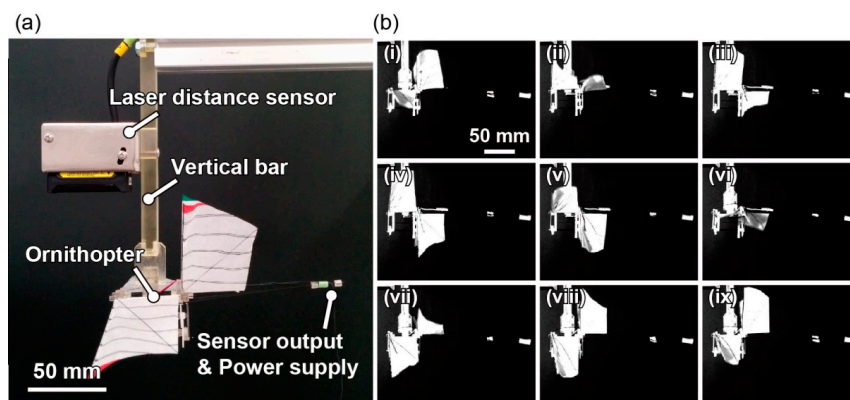 (a)
Laser distance sensor
Vertical bar
Ornithopter
Sensor output
& Power supply
50 mm
(b)
(i)
(ii)
(iii)
50 mm
(iv)
(v)
(vi)
(vii)
(viii)
(ix)